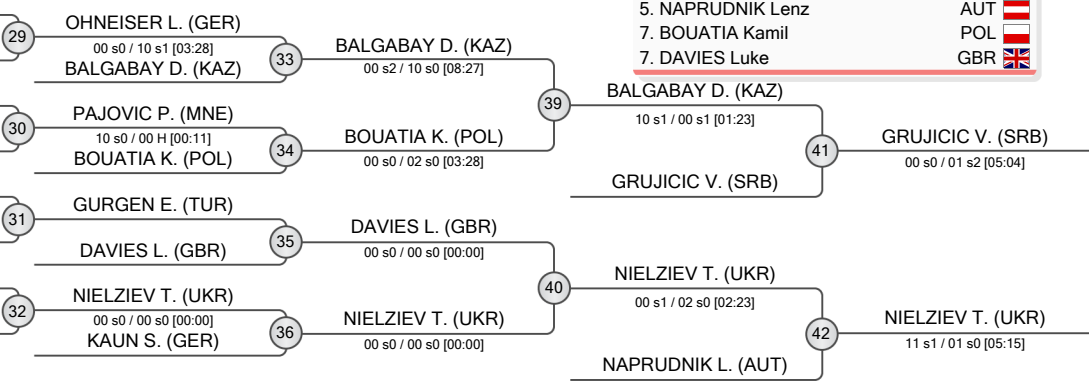 5. NAPRUDNIK Lenz AUT
7. BOUATIA Kamil POL
7. DAVIES Luke GBR
29
OHNEISER L. (GER)
00 s0 / 10 s1 [03:28]
BALGABAY D. (KAZ)
33
BALGABAY D. (KAZ)
00 s2 / 10 s0 [08:27]
30
PAJOVIC P. (MNE)
10 s0 / 00 H [00:11]
BOUATIA K. (POL)
34
BOUATIA K. (POL)
00 s0 / 02 s0 [03:28]
39
BALGABAY D. (KAZ)
10 s1 / 00 s1 [01:23]
GRUJICIC V. (SRB)
41
GRUJICIC V. (SRB)
00 s0 / 01 s2 [05:04]
31
GURGEN E. (TUR)
DAVIES L. (GBR)
35
DAVIES L. (GBR)
00 s0 / 00 s0 [00:00]
32
NIELZIEV T. (UKR)
00 s0 / 00 s0 [00:00]
KAUN S. (GER)
36
NIELZIEV T. (UKR)
00 s0 / 00 s0 [00:00]
40
NIELZIEV T. (UKR)
00 s1 / 02 s0 [02:23]
NAPRUDNIK L. (AUT)
42
NIELZIEV T. (UKR)
11 s1 / 01 s0 [05:15]